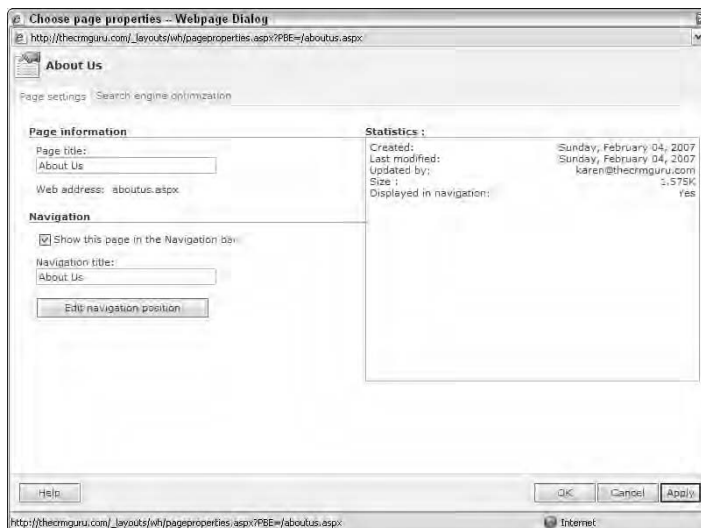 Choose page properties -- Webpage Dialog
http://thecrmguru.com/_layouts/wh/pageproperties.aspx?PBE=/aboutus.aspx
About Us
Page settings Search engine optimization
Page information
Page title:
About Us
Web address: aboutus.aspx
Navigation
Show this page in the Navigation bar
Navigation title:
About Us
Edit navigation position
Statistics :
Created: Sunday, February 04, 2007
Last modified: Sunday, February 04, 2007
Updated by: karen@thecrmguru.com
Size : 1.575K
Displayed in navigation: Yes
Help
OK Cancel Apply
http://thecrmguru.com/_layouts/wh/pageproperties.aspx?PBE=/aboutus.aspx Internet